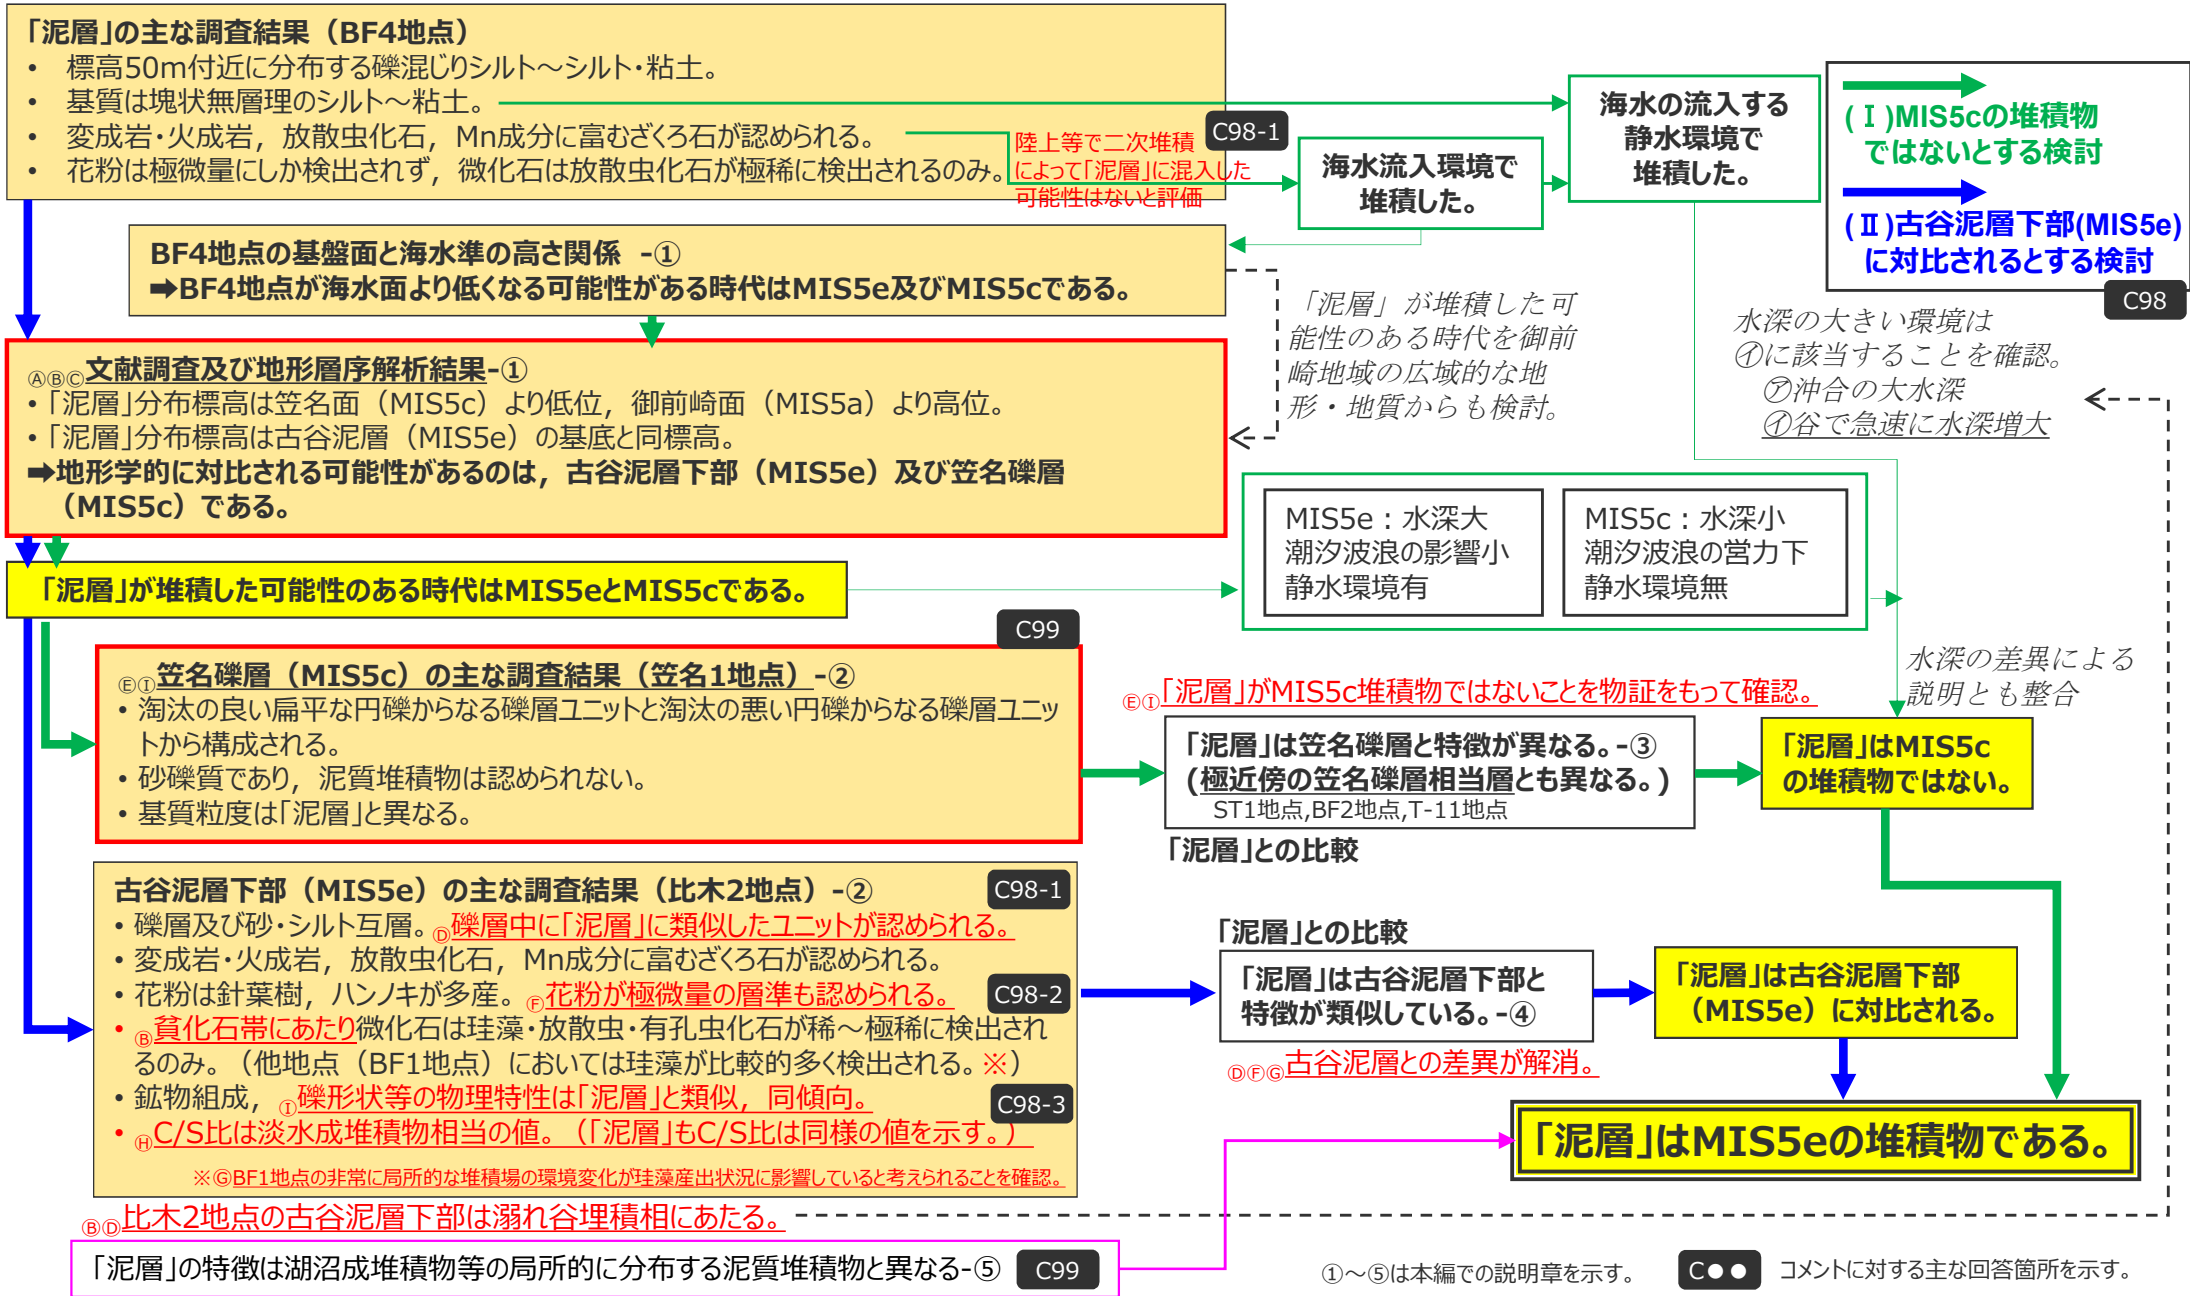 「泥層」の主な調査結果（BF4地点）
• 標高50m付近に分布する礫混じりシルト～シルト・粘土。
• 基質は塊状無層理のシルト～粘土。
• 変成岩・火成岩，放散虫化石，Mn成分に富むざくろ石が認められる。
• 花粉は極微量にしか検出されず，微化石は放散虫化石が極稀に検出されるのみ。
陸上等で二次堆積
によって「泥層」に混入した
可能性はないと評価
C98-1
海水流入環境で
堆積した。
海水の流入する
静水環境で
堆積した。
(Ⅰ)MIS5cの堆積物
ではないとする検討
(Ⅱ)古谷泥層下部(MIS5e)
に対比されるとする検討
C98
BF4地点の基盤面と海水準の高さ関係 -①
➡BF4地点が海水面より低くなる可能性がある時代はMIS5e及びMIS5cである。
「泥層」が堆積した可
能性のある時代を御前
崎地域の広域的な地
形・地質からも検討。
水深の大きい環境は
㋑に該当することを確認。
㋐沖合の大水深
㋑谷で急速に水深増大
ⒶⒷⒸ文献調査及び地形層序解析結果-①
• 「泥層」分布標高は笠名面（MIS5c）より低位，御前崎面（MIS5a）より高位。
• 「泥層」分布標高は古谷泥層（MIS5e）の基底と同標高。
➡地形学的に対比される可能性があるのは，古谷泥層下部（MIS5e）及び笠名礫層
（MIS5c）である。
「泥層」が堆積した可能性のある時代はMIS5eとMIS5cである。
MIS5e：水深大
潮汐波浪の影響小
静水環境有
MIS5c：水深小
潮汐波浪の営力下
静水環境無
水深の差異による
説明とも整合
C99
ⒺⒾ笠名礫層（MIS5c）の主な調査結果（笠名1地点）-②
• 淘汰の良い扁平な円礫からなる礫層ユニットと淘汰の悪い円礫からなる礫層ユニッ
トから構成される。
• 砂礫質であり，泥質堆積物は認められない。
• 基質粒度は「泥層」と異なる。
ⒺⒾ「泥層」がMIS5c堆積物ではないことを物証をもって確認。
「泥層」は笠名礫層と特徴が異なる。-③
(極近傍の笠名礫層相当層とも異なる。)
ST1地点,BF2地点,T-11地点
「泥層」との比較
「泥層」はMIS5c
の堆積物ではない。
古谷泥層下部（MIS5e）の主な調査結果（比木2地点）-②
C98-1
• 礫層及び砂・シルト互層。Ⓓ礫層中に「泥層」に類似したユニットが認められる。
• 変成岩・火成岩，放散虫化石，Mn成分に富むざくろ石が認められる。
• 花粉は針葉樹，ハンノキが多産。Ⓕ花粉が極微量の層準も認められる。
C98-2
• Ⓑ貧化石帯にあたり微化石は珪藻・放散虫・有孔虫化石が稀～極稀に検出され
るのみ。（他地点（BF1地点）においては珪藻が比較的多く検出される。※）
• 鉱物組成，Ⓘ礫形状等の物理特性は「泥層」と類似，同傾向。
C98-3
• ⒽC/S比は淡水成堆積物相当の値。（「泥層」もC/S比は同様の値を示す。）
※ⒼBF1地点の非常に局所的な堆積場の環境変化が珪藻産出状況に影響していると考えられることを確認。
「泥層」との比較
「泥層」は古谷泥層下部と
特徴が類似している。-④
ⒹⒻⒼ古谷泥層との差異が解消。
「泥層」は古谷泥層下部
（MIS5e）に対比される。
「泥層」はMIS5eの堆積物である。
ⒷⒹ比木2地点の古谷泥層下部は溺れ谷埋積相にあたる。
「泥層」の特徴は湖沼成堆積物等の局所的に分布する泥質堆積物と異なる-⑤
C99
①～⑤は本編での説明章を示す。
C●●
コメントに対する主な回答箇所を示す。